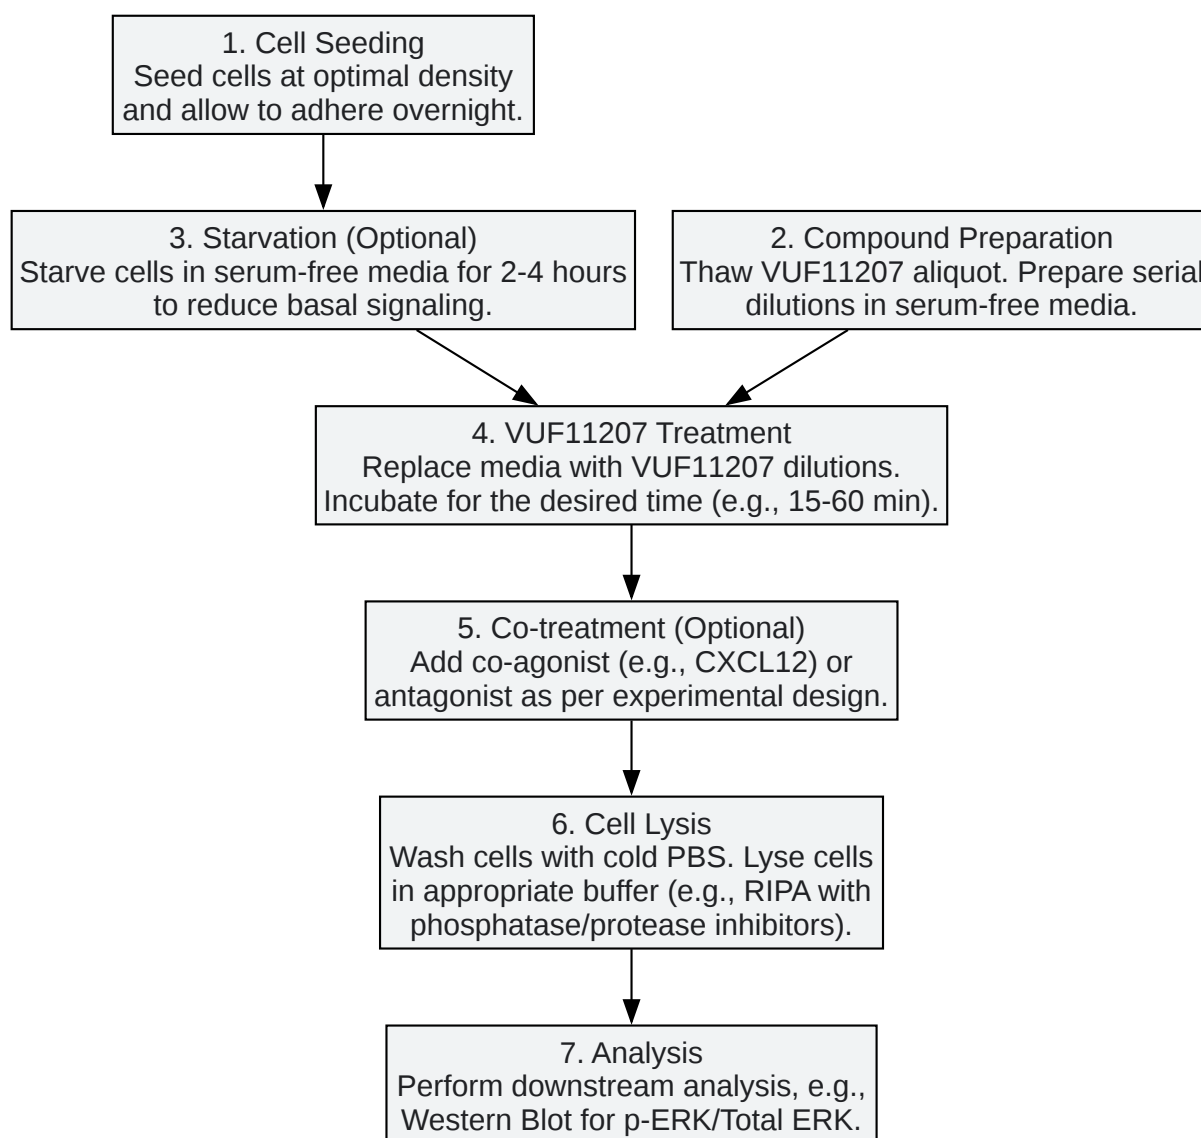 1. Cell Seeding
Seed cells at optimal density
and allow to adhere overnight.
3. Starvation (Optional)
Starve cells in serum-free media for 2-4 hours
to reduce basal signaling.
2. Compound Preparation
Thaw VUF11207 aliquot. Prepare serial
dilutions in serum-free media.
4. VUF11207 Treatment
Replace media with VUF11207 dilutions.
Incubate for the desired time (e.g., 15-60 min).
5. Co-treatment (Optional)
Add co-agonist (e.g., CXCL12) or
antagonist as per experimental design.
6. Cell Lysis
Wash cells with cold PBS. Lyse cells
in appropriate buffer (e.g., RIPA with
phosphatase/protease inhibitors).
7. Analysis
Perform downstream analysis, e.g.,
Western Blot for p-ERK/Total ERK.